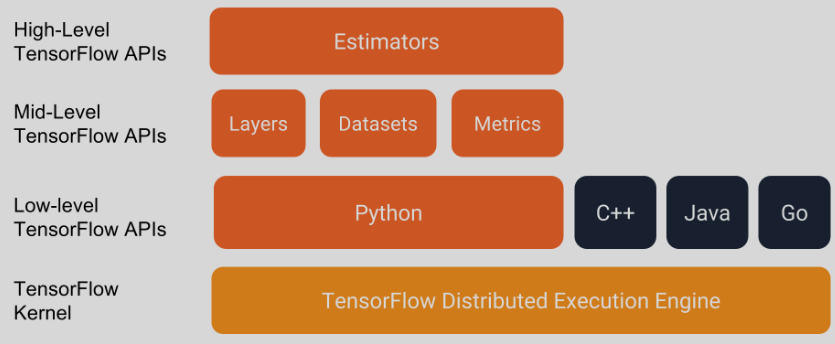 High-Level
TensorFlow APIs
Estimators
Mid-Level
TensorFlow APIs
Layers
Datasets
Metrics
Low-level
TensorFlow APIs
Python
C++
Java
Go
TensorFlow
Kernel
TensorFlow Distributed Execution Engine